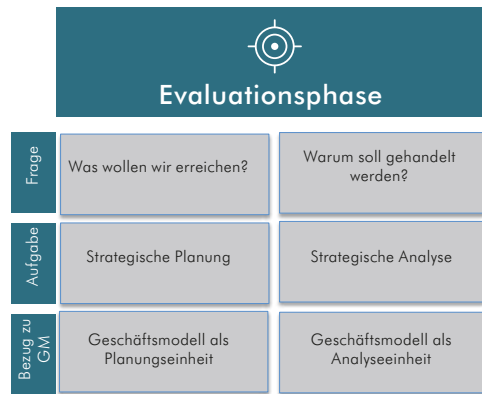 Evaluationsphase
Frage
Was wollen wir erreichen?
Warum soll gehandelt
werden?
Aufgabe
Strategische Planung
Strategische Analyse
Bezug zu
GM
Geschäftsmodell als
Planungseinheit
Geschäftsmodell als
Analyseeinheit